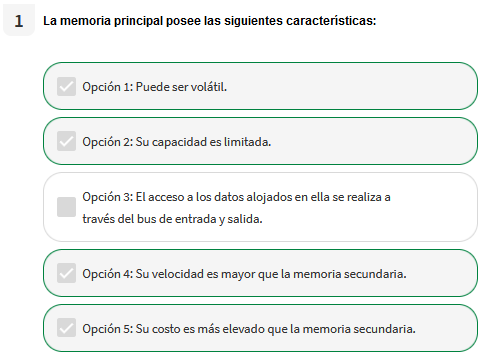 1 La memoria principal posee las siguientes características:
Opción 1: Puede ser volátil.
Opción 2: Su capacidad es limitada.
Opción 3: El acceso a los datos alojados en ella se realiza a
través del bus de entrada y salida.
Opción 4: Su velocidad es mayor que la memoria secundaria.
Opción 5: Su costo es más elevado que la memoria secundaria.